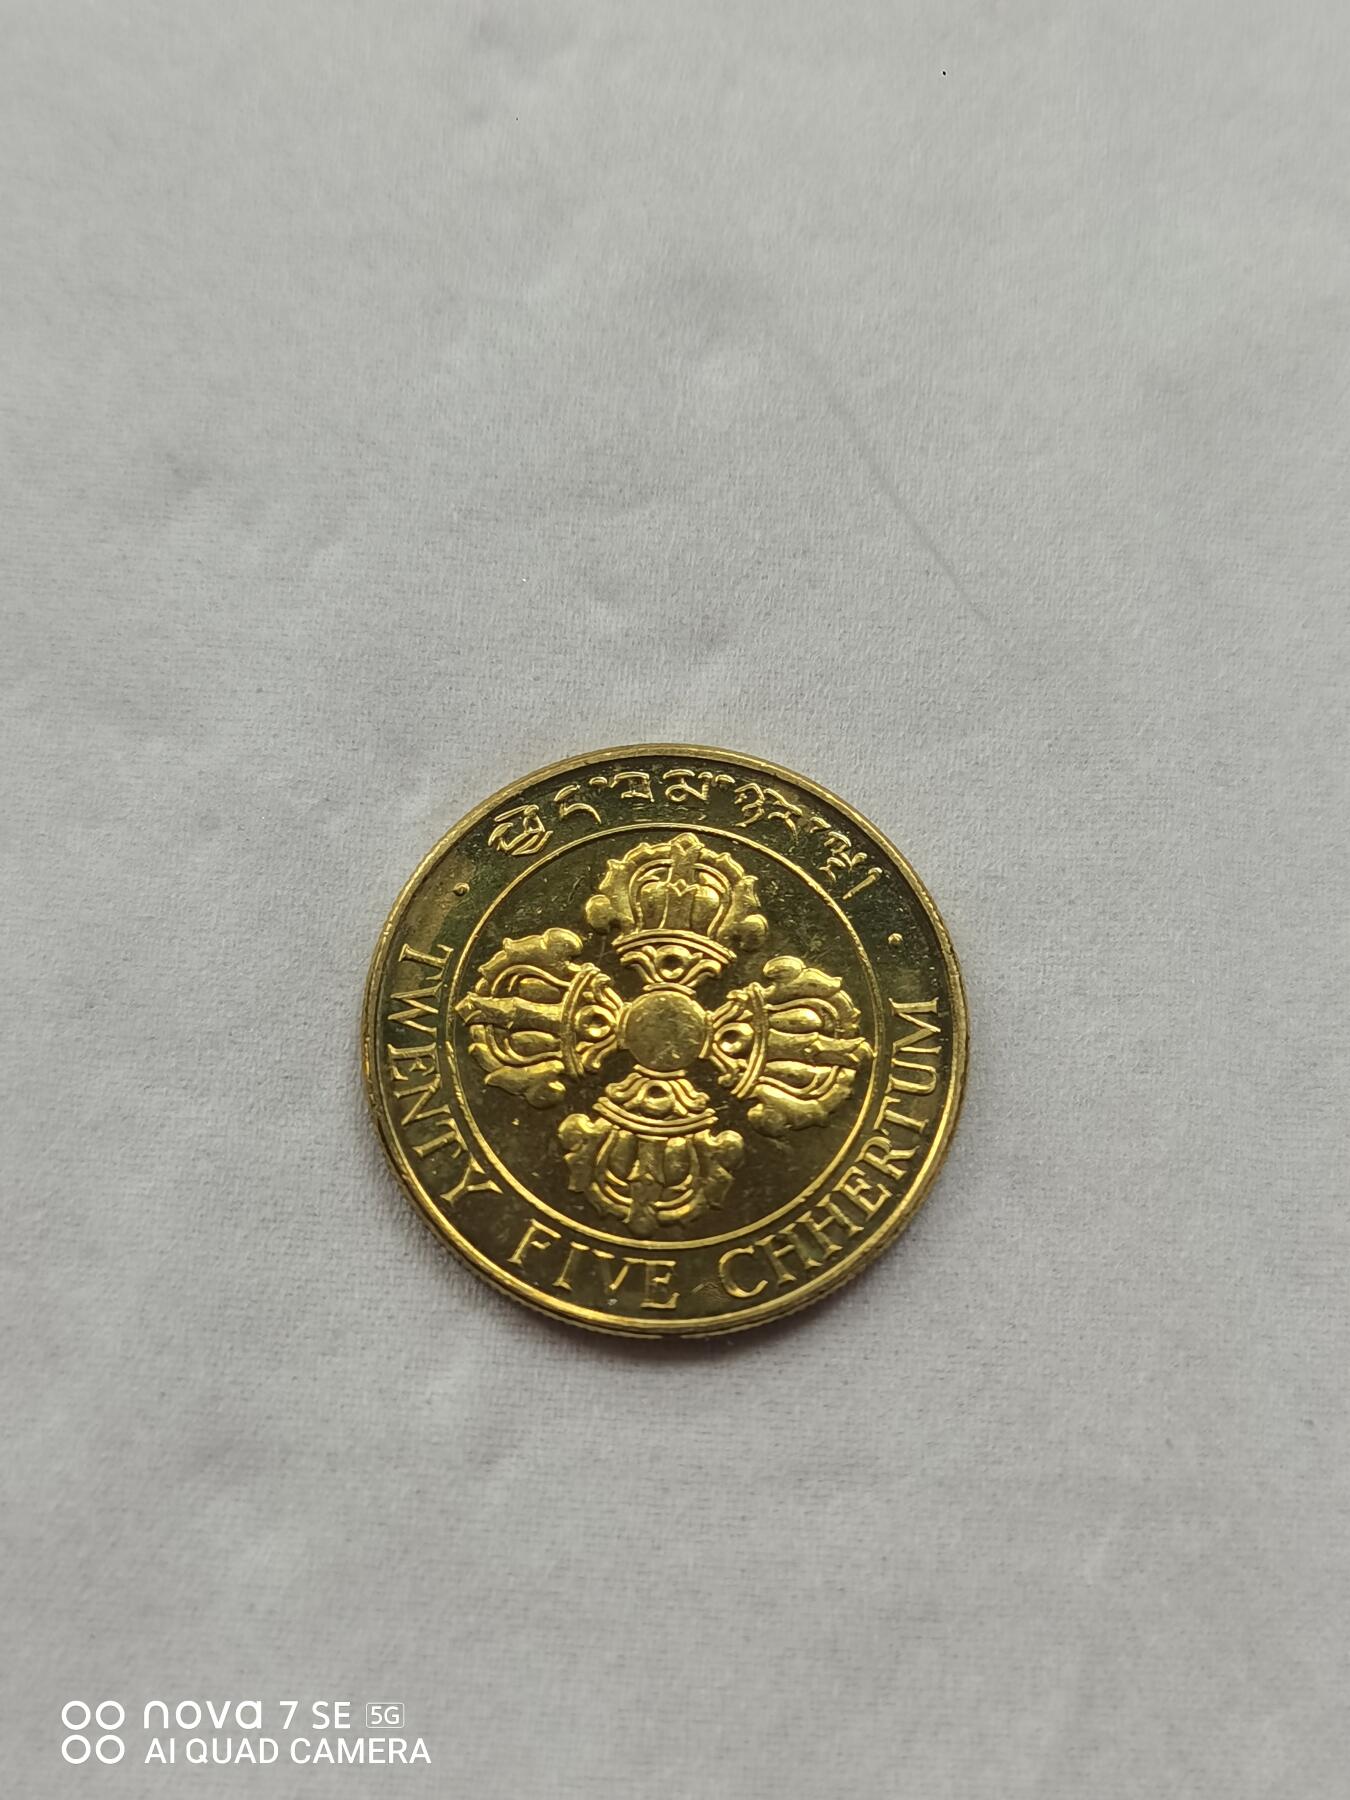 TWENTY FIVE CHHERTUM
nova 7 SE 5G
AI QUAD CAMERA